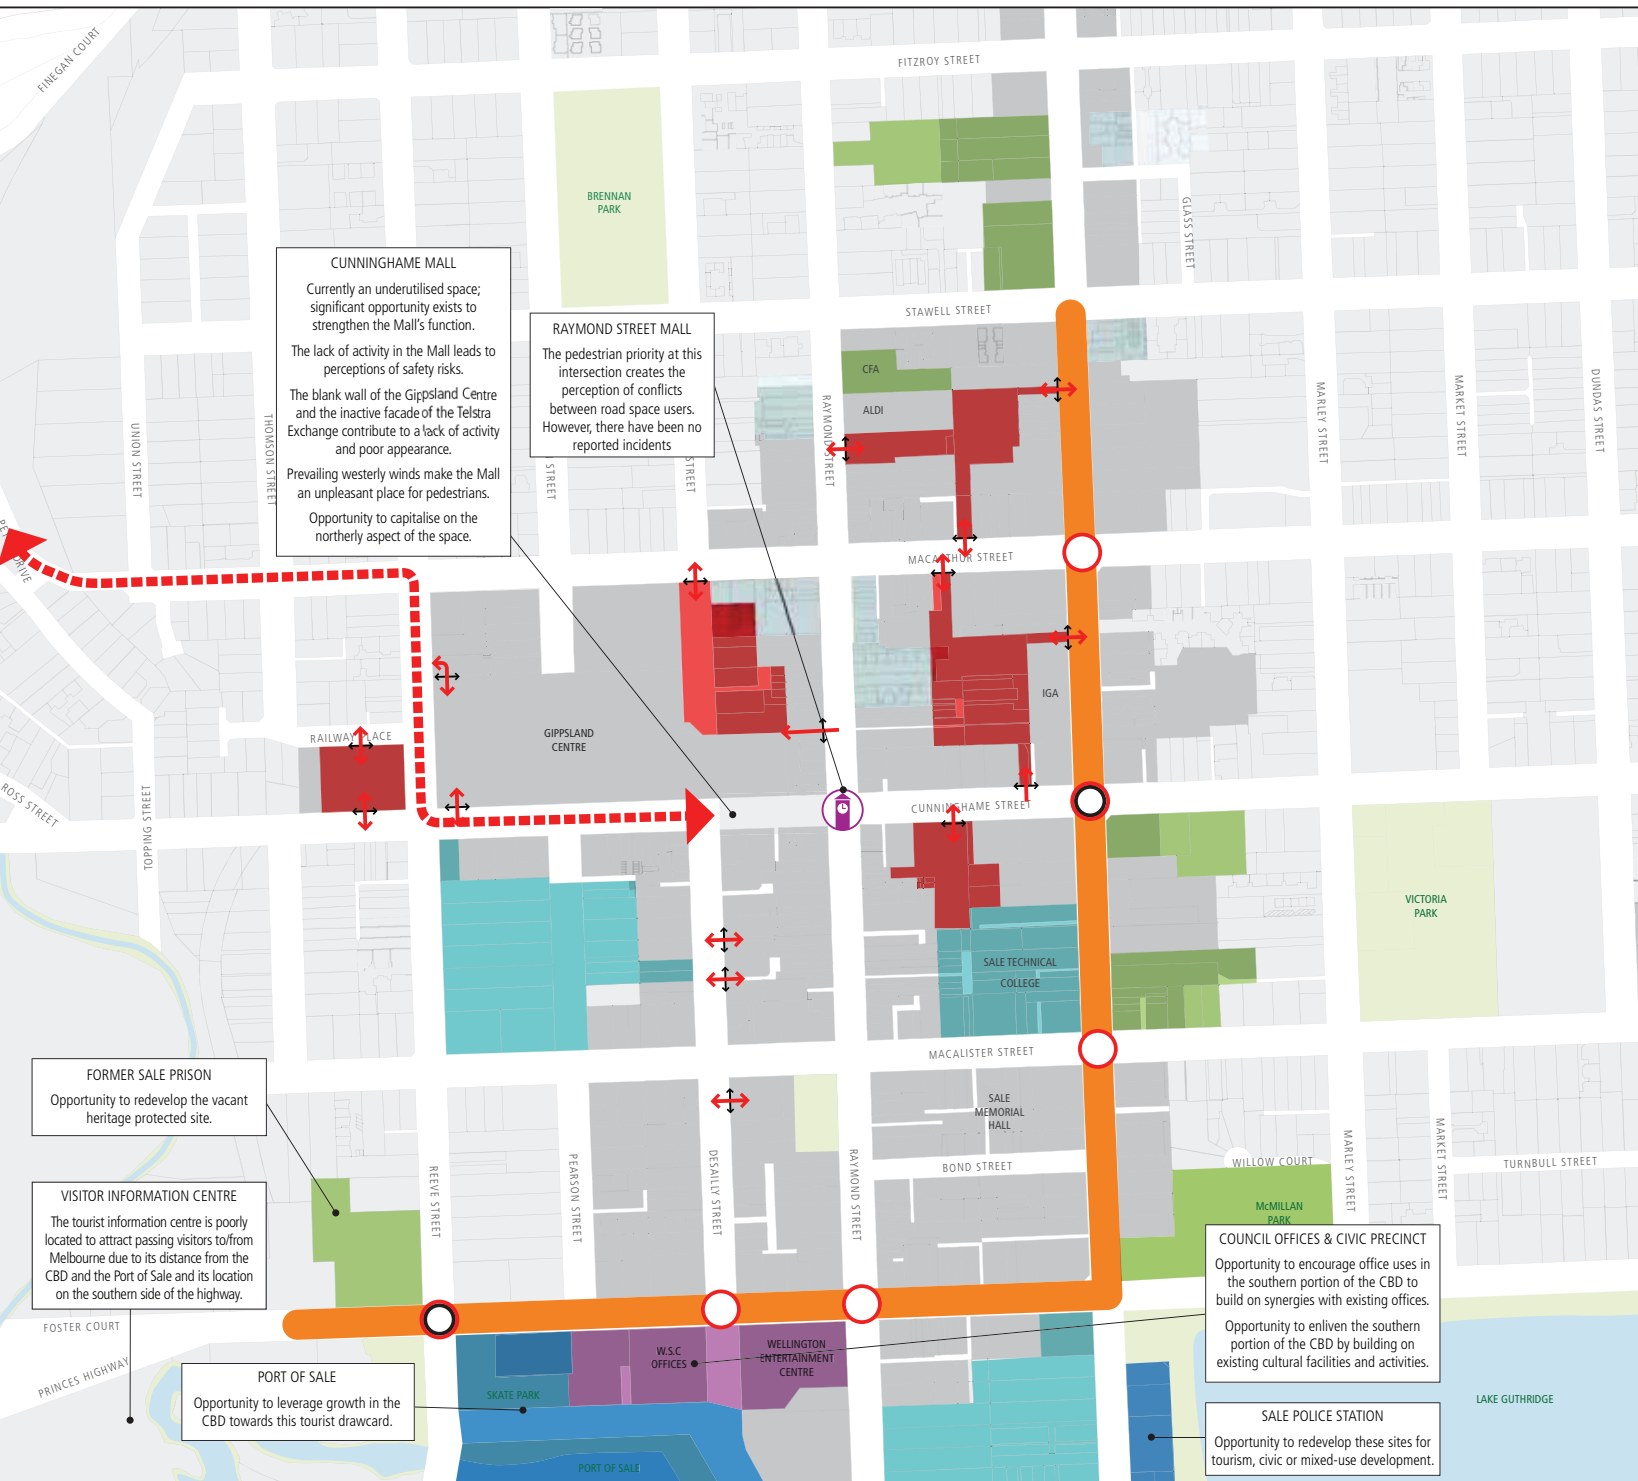 FINEGAN COURT
FITZROY STREET
BRENNAN
PARK
GLASS STREET
CUNNINGHAME MALL
Currently an underutilised space;
significant opportunity exists to
strengthen the Mall's function.
The lack of activity in the Mall leads to
perceptions of safety risks.
The blank wall of the Gippsland Centre
and the inactive facade of the Telstra
Exchange contribute to a lack of activity
and poor appearance.
Prevailing westerly winds make the Mall
an unpleasant place for pedestrians.
Opportunity to capitalise on the
northerly aspect of the space.
RAYMOND STREET MALL
The pedestrian priority at this
intersection creates the
perception of conflicts
between road space users.
However, there have been no
reported incidents
STAWELL STREET
CFA
ALDI
UNION STREET
THOMSON STREET
STREET
STREET
RAYMOND STREET
MARLEY STREET
MARKET STREET
DUNDAS STREET
DRIVE
MACARTHUR STREET
RAILWAY PLACE
GIPPSLAND
CENTRE
IGA
ROSS STREET
TOPPING STREET
CUNNINGHAME STREET
VICTORIA
PARK
SALE TECHNICAL
COLLEGE
MACALISTER STREET
FORMER SALE PRISON
Opportunity to redevelop the vacant
heritage protected site.
SALE
MEMORIAL
HALL
BOND STREET
WILLOW COURT
TURNBULL STREET
REEVE STREET
PEARSON STREET
DESAILLY STREET
RAYMOND STREET
MARLEY STREET
MARKET STREET
McMILLAN
PARK
VISITOR INFORMATION CENTRE
The tourist information centre is poorly
located to attract passing visitors to/from
Melbourne due to its distance from the
CBD and the Port of Sale and its location
on the southern side of the highway.
COUNCIL OFFICES & CIVIC PRECINCT
Opportunity to encourage office uses in
the southern portion of the CBD to
build on synergies with existing offices.
Opportunity to enliven the southern
portion of the CBD by building on
existing cultural facilities and activities.
FOSTER COURT
PRINCES HIGHWAY
W.S.C
OFFICES
WELLINGTON
ENTERTAINMENT
CENTRE
SKATE PARK
PORT OF SALE
Opportunity to leverage growth in the
CBD towards this tourist drawcard.
LAKE GUTHRIDGE
SALE POLICE STATION
Opportunity to redevelop these sites for
tourism, civic or mixed-use development.
PORT OF SALE